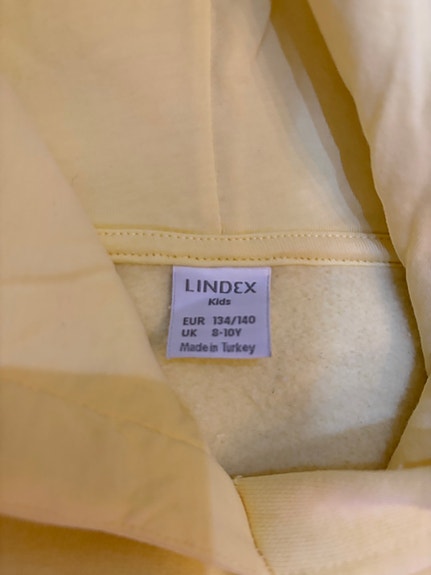 LINDEX
Kids
EUR 134/140
UK 8-10Y
Made in Turkey